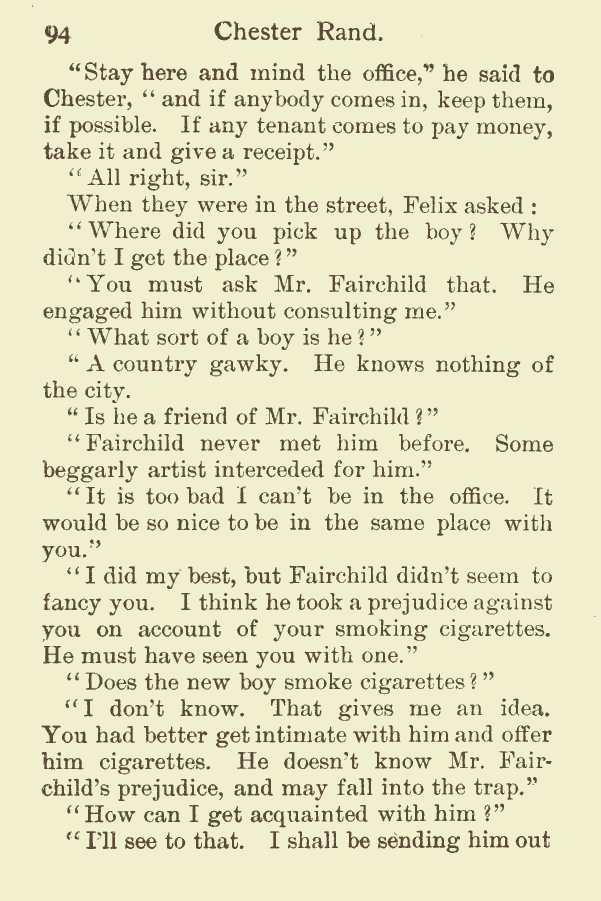 94 Chester Rand.
"Stay here and mind the office," he said to
Chester, "and if anybody comes in, keep them,
if possible. If any tenant comes to pay money,
take it and give a receipt."
"All right, sir."
When they were in the street, Felix asked:
"Where did you pick up the boy? Why
didn't I get the place?"
"You must ask Mr. Fairchild that. He
engaged him without consulting me."
"What sort of a boy is he?"
"A country gawky. He knows nothing of
the city.
"Is he a friend of Mr. Fairchild?"
"Fairchild never met him before. Some
beggarly artist interceded for him."
"It is too bad I can't be in the office. It
would be so nice to be in the same place with
you."
"I did my best, but Fairchild didn't seem to
fancy you. I think he took a prejudice against
you on account of your smoking cigarettes.
He must have seen you with one."
"Does the new boy smoke cigarettes?"
"I don't know. That gives me an idea.
You had better get intimate with him and offer
him cigarettes. He doesn't know Mr. Fair-
child's prejudice, and may fall into the trap."
"How can I get acquainted with him?"
"I'll see to that. I shall be sending him out